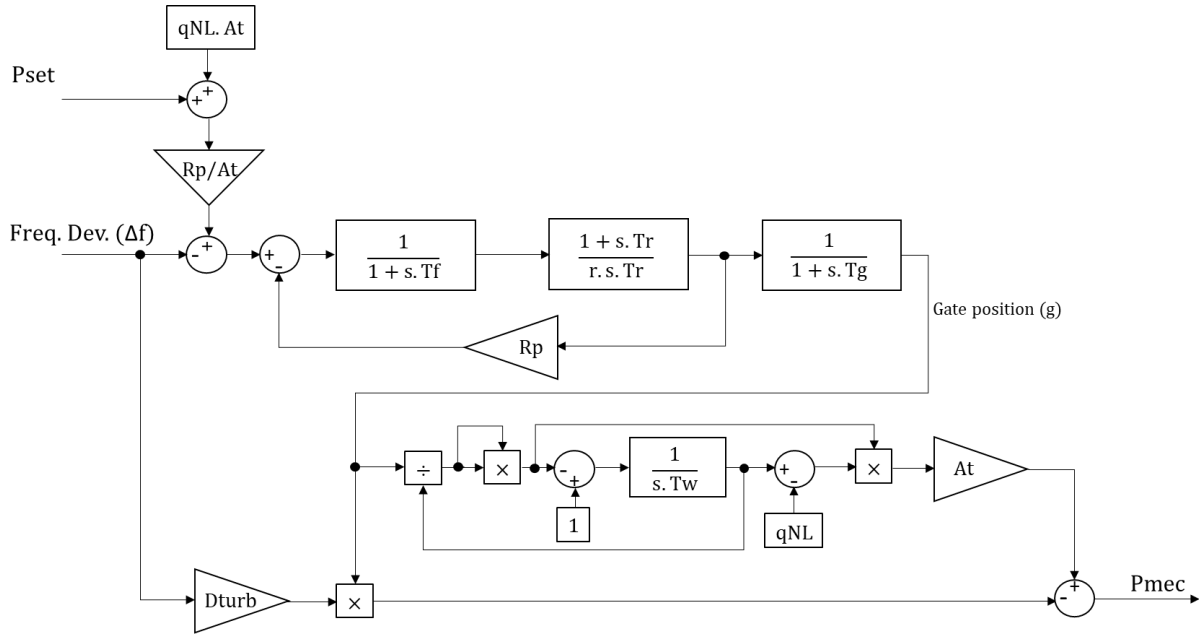 qNL. At
Pset
+ +
Rp/At
Freq. Dev. (Δf)
- +
+ -
1
1 + s. Tf
1 + s. Tr
r. s. Tr
1
1 + s. Tg
Gate position (g)
Rp
÷
×
- +
1
s. Tw
+ -
×
At
1
qNL
Dturb
×
- +
Pmec